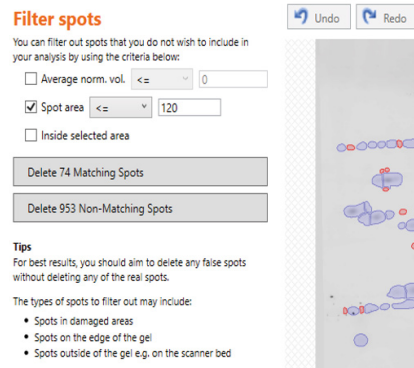 Filter spots
Undo
Redo
You can filter out spots that you do not wish to include in
your analysis by using the criteria below:
Average norm. vol. <= 0
Spot area <= 120
Inside selected area
Delete 74 Matching Spots
Delete 953 Non-Matching Spots
Tips
For best results, you should aim to delete any false spots
without deleting any of the real spots.
The types of spots to filter out may include:
• Spots in damaged areas
• Spots on the edge of the gel
• Spots outside of the gel e.g. on the scanner bed